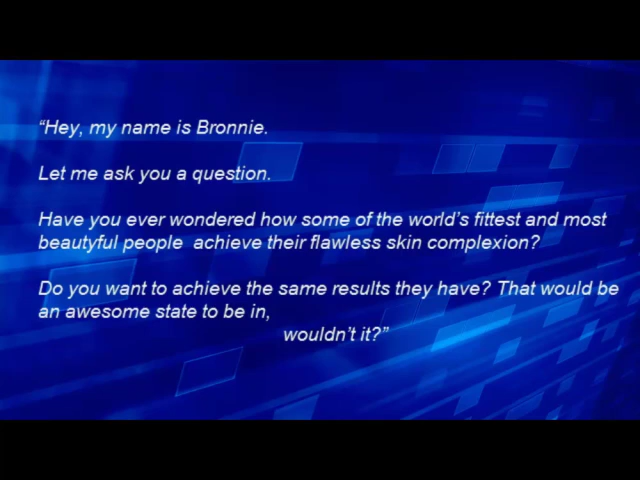 “Hey, my name is Bronnie.
Let me ask you a question.
Have you ever wondered how some of the world’s fittest and most
beautyful people  achieve their flawless skin complexion?
Do you want to achieve the same results they have? That would be
an awesome state to be in,
wouldn’t it?”